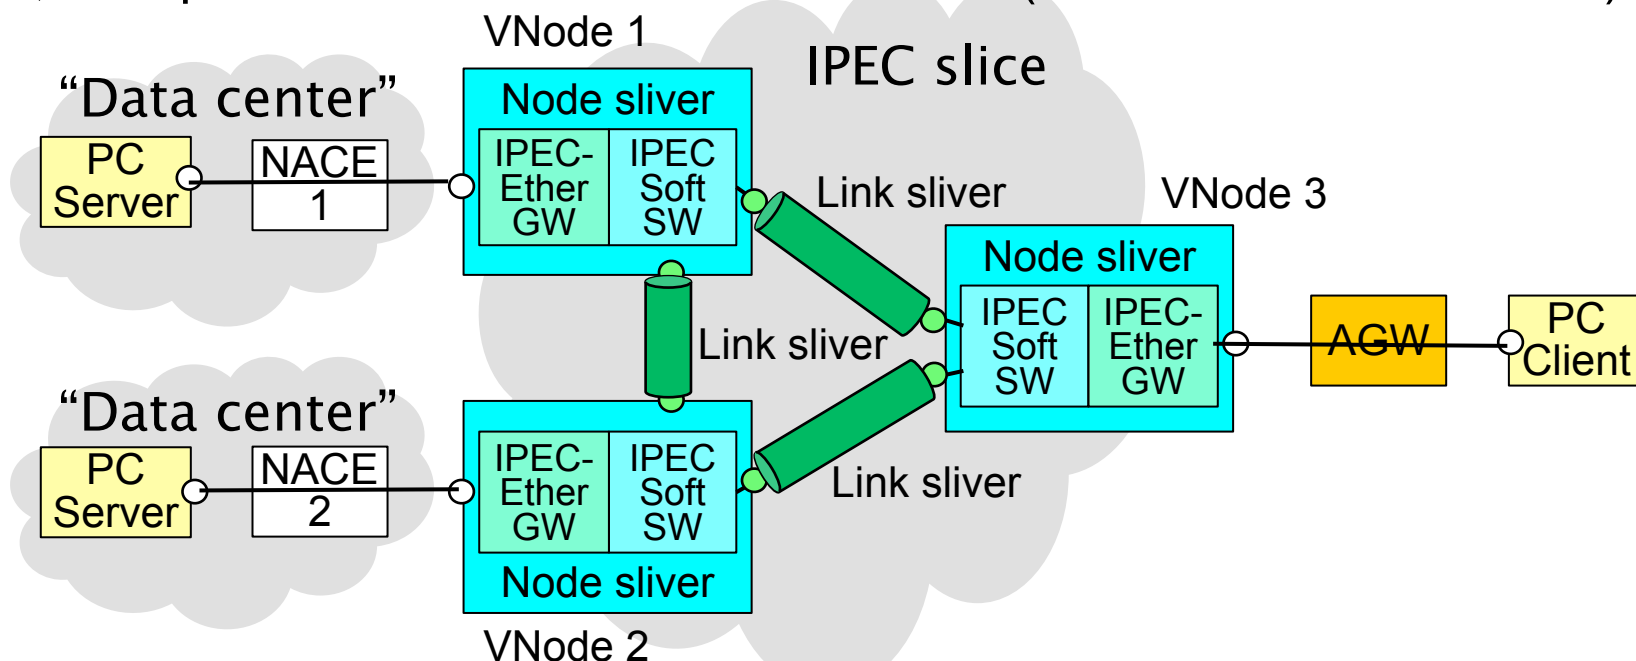 VNode 1
IPEC slice
“Data center”
Node sliver
PC
Server
NACE
1
IPEC-
Ether
GW
IPEC
Soft
SW
Link sliver
VNode 3
Node sliver
IPEC
Soft
SW
IPEC-
Ether
GW
AGW
PC
Client
Link sliver
“Data center”
PC
Server
NACE
2
IPEC-
Ether
GW
IPEC
Soft
SW
Node sliver
Link sliver
VNode 2